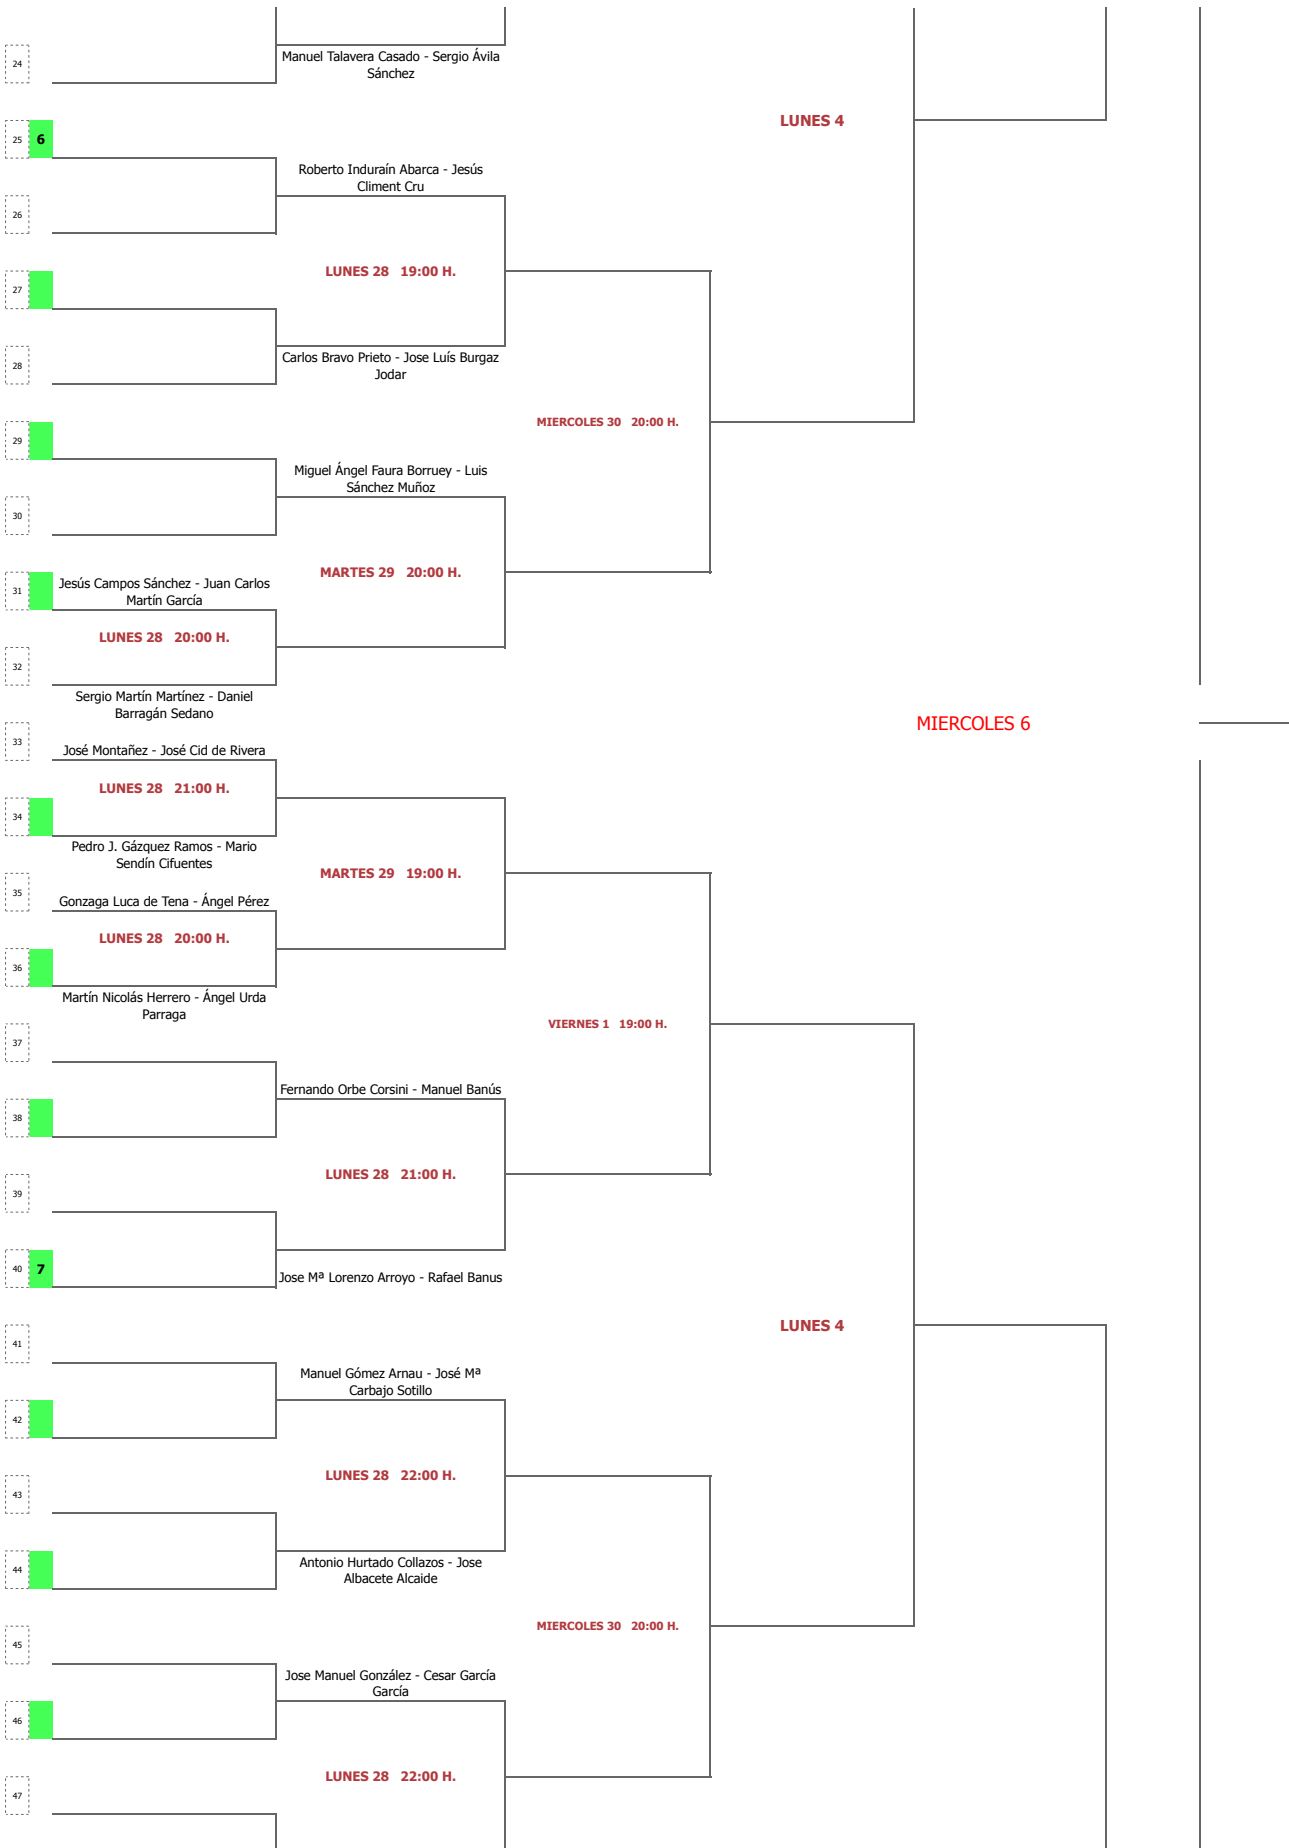 24
Manuel Talavera Casado - Sergio Ávila
Sánchez
LUNES 4
25 6
Roberto Induraín Abarca - Jesús
Climent Cru
26
LUNES 28 19:00 H.
27
28
Carlos Bravo Prieto - Jose Luís Burgaz
Jodar
MIERCOLES 30 20:00 H.
29
Miguel Ángel Faura Borruey - Luis
Sánchez Muñoz
30
MARTES 29 20:00 H.
31
Jesús Campos Sánchez - Juan Carlos
Martín García
LUNES 28 20:00 H.
32
Sergio Martín Martínez - Daniel
Barragán Sedano
MIERCOLES 6
33
José Montañez - José Cid de Rivera
LUNES 28 21:00 H.
34
Pedro J. Gázquez Ramos - Mario
Sendín Cifuentes
MARTES 29 19:00 H.
35
Gonzaga Luca de Tena - Ángel Pérez
LUNES 28 20:00 H.
36
Martín Nicolás Herrero - Ángel Urda
Parraga
VIERNES 1 19:00 H.
37
Fernando Orbe Corsini - Manuel Banús
38
LUNES 28 21:00 H.
39
40 7
Jose Mª Lorenzo Arroyo - Rafael Banus
LUNES 4
41
Manuel Gómez Arnau - José Mª
Carbajo Sotillo
42
LUNES 28 22:00 H.
43
44
Antonio Hurtado Collazos - Jose
Albacete Alcaide
MIERCOLES 30 20:00 H.
45
Jose Manuel González - Cesar García
García
46
LUNES 28 22:00 H.
47